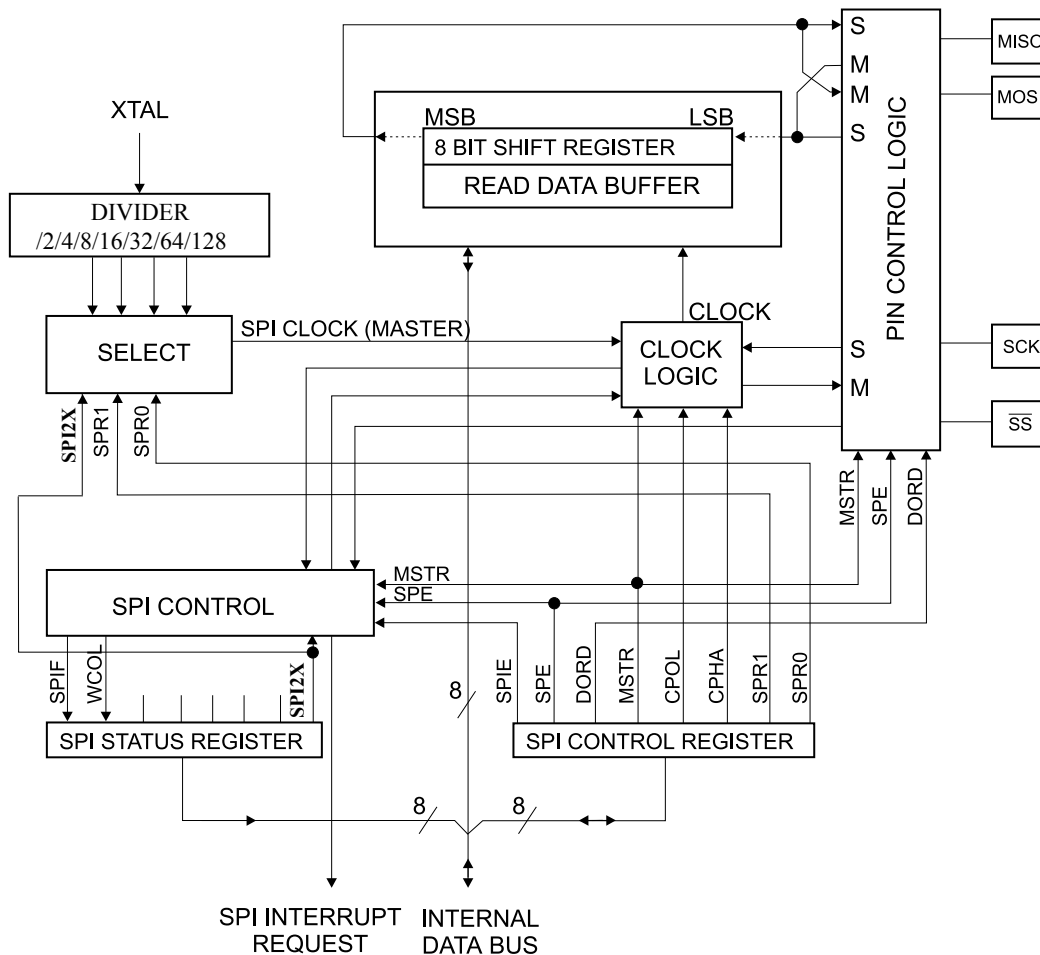 S
MISO
M
XTAL
MSB
LSB
M
MOS
8 BIT SHIFT REGISTER
S
READ DATA BUFFER
DIVIDER
/2/4/8/16/32/64/128
PIN CONTROL LOGIC
SPI CLOCK (MASTER)
CLOCK
SELECT
CLOCK
LOGIC
S
SCK
M
SS
SPI2X
SPR1
SPR0
MSTR
SPE
DORD
SPI CONTROL
MSTR
SPE
SPIF
WCOL
SPI2X
SPIE
SPE
DORD
MSTR
CPOL
CPHA
SPR1
SPR0
8
SPI STATUS REGISTER
SPI CONTROL REGISTER
8
8
SPI INTERRUPT
REQUEST
INTERNAL
DATA BUS